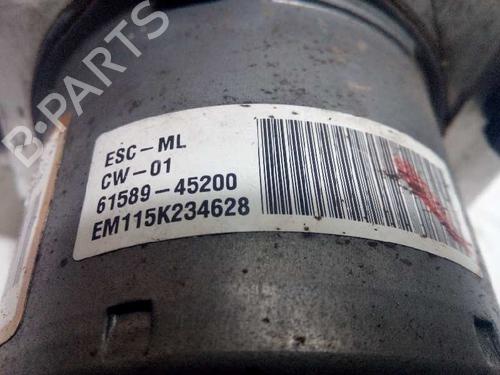 B-PARTS
ESC-ML
CW-01
61589-45200
EM115K234628